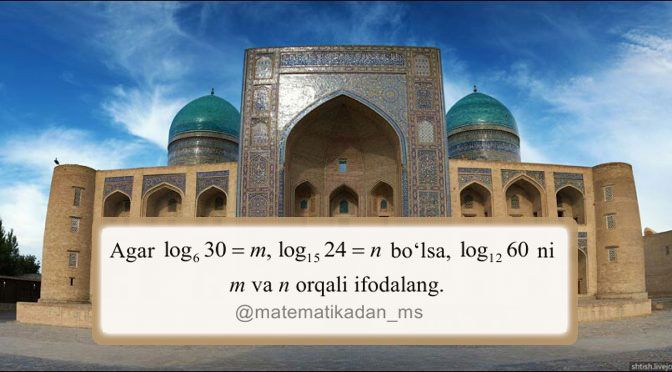 Agar log₆ 30 = m, log₁₅ 24 = n bo‘lsa, log₁₂ 60 ni
m va n orqali ifodalang.
@matematikadan_ms